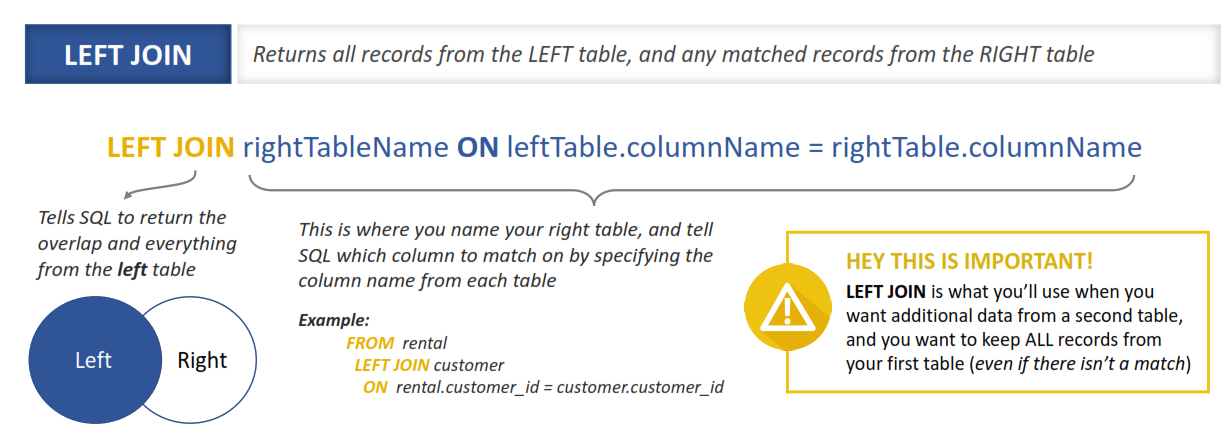 LEFT JOIN
Returns all records from the LEFT table, and any matched records from the RIGHT table
LEFT JOIN rightTableName ON leftTable.columnName = rightTable.columnName
Tells SQL to return the
overlap and everything
from the left table
Left
Right
This is where you name your right table, and tell
SQL which column to match on by specifying the
column name from each table
Example:
FROM rental
LEFT JOIN customer
ON rental.customer_id = customer.customer_id
HEY THIS IS IMPORTANT!
LEFT JOIN is what you’ll use when you
want additional data from a second table,
and you want to keep ALL records from
your first table (even if there isn’t a match)